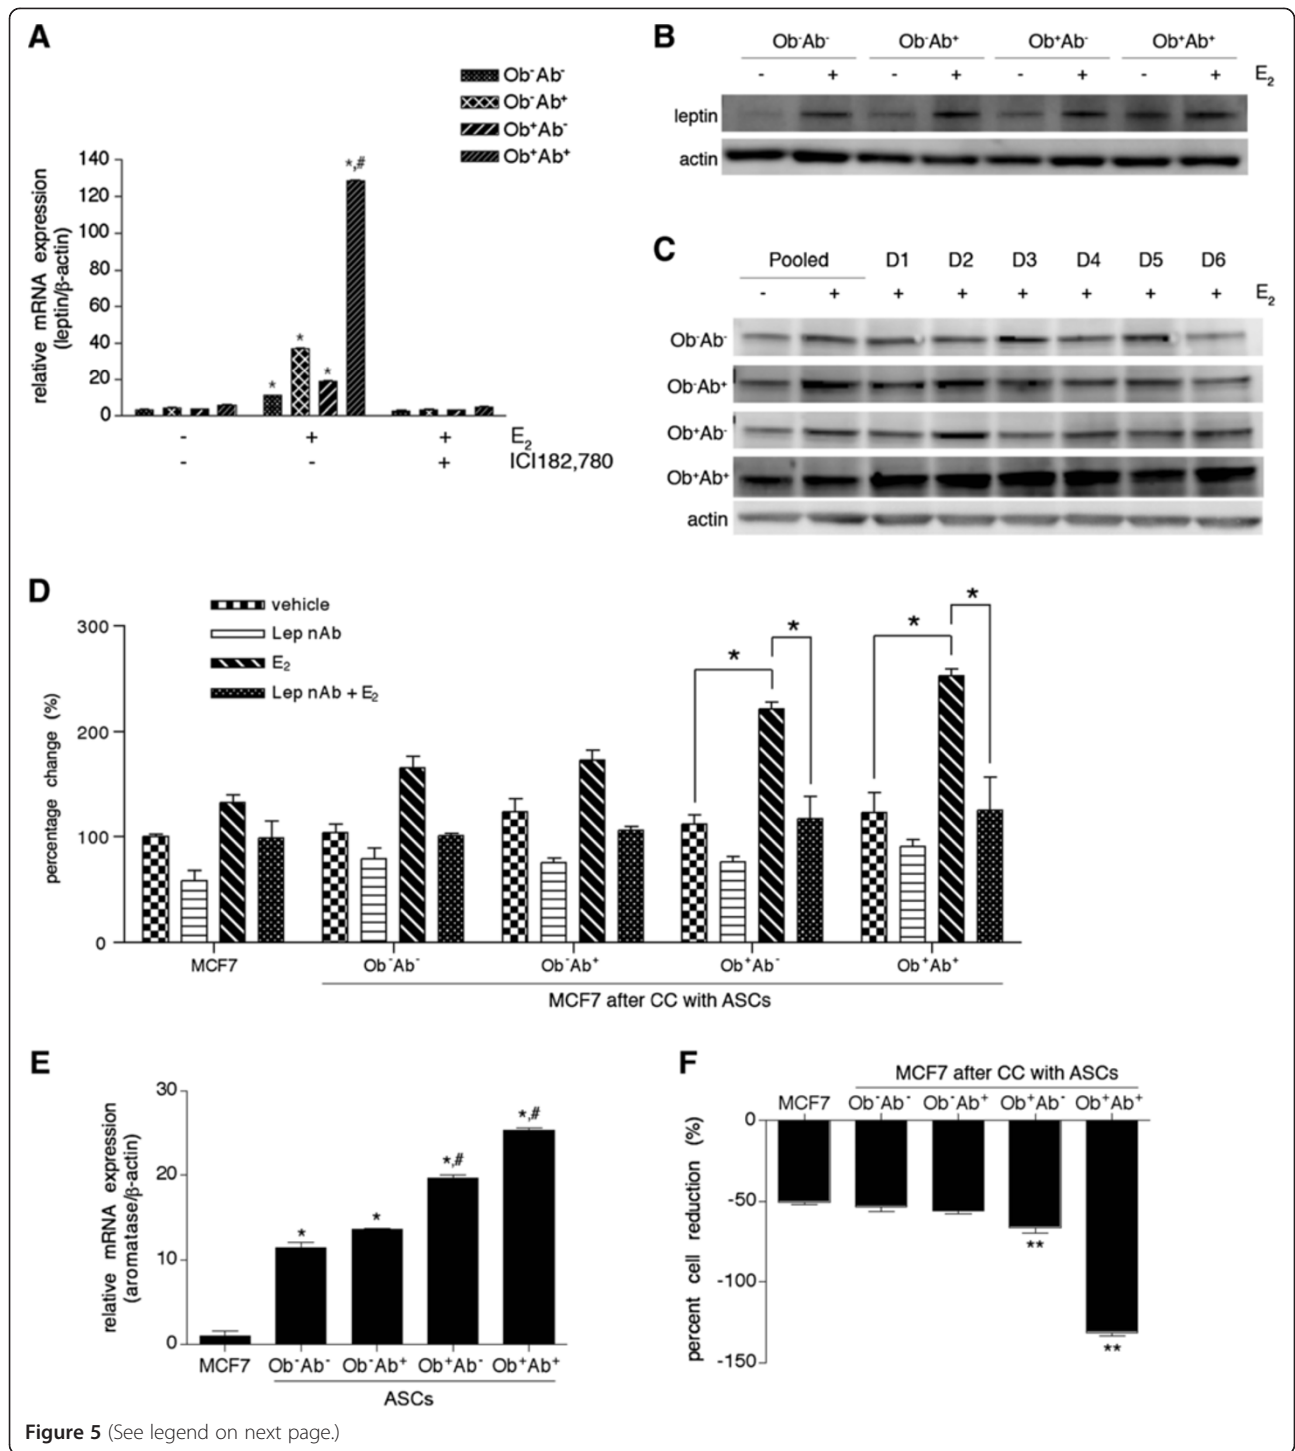 A
Ob-Ab-
Ob-Ab+
Ob+Ab-
Ob+Ab+
relative mRNA expression
(leptin/β-actin)
140
120
100
80
60
40
20
0
*
*
*
*,#
- + + E2
- - + ICI182,780
B
Ob-Ab- Ob-Ab+ Ob+Ab- Ob+Ab+
- + - + - + - + E2
leptin
actin
C
Pooled D1 D2 D3 D4 D5 D6
- + + + + + + + E2
Ob-Ab-
Ob-Ab+
Ob+Ab-
Ob+Ab+
actin
D
vehicle
Lep nAb
E2
Lep nAb + E2
percentage change (%)
300
200
100
0
* * * *
MCF7 Ob-Ab- Ob-Ab+ Ob+Ab- Ob+Ab+
MCF7 after CC with ASCs
E
relative mRNA expression
(aromatase/β-actin)
30
20
10
0
* * *,# *,#
MCF7 Ob-Ab- Ob-Ab+ Ob+Ab- Ob+Ab+
ASCs
F
MCF7 after CC with ASCs
MCF7 Ob-Ab- Ob-Ab+ Ob+Ab- Ob+Ab+
percent cell reduction (%)
0
-50
-100
-150
**
**
Figure 5 (See legend on next page.)